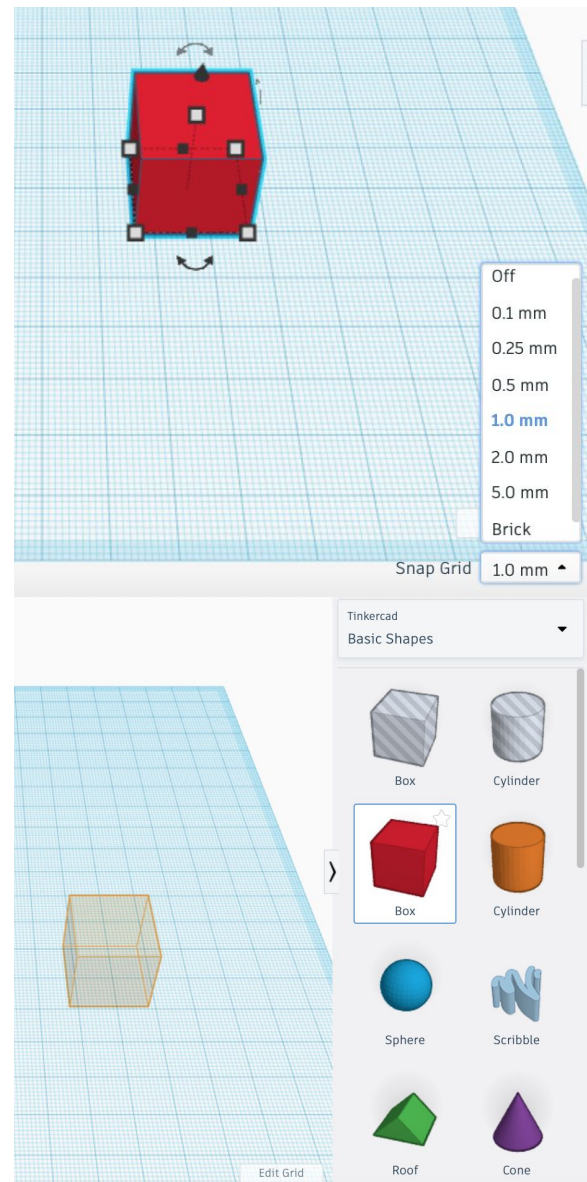 Off
0.1 mm
0.25 mm
0.5 mm
1.0 mm
2.0 mm
5.0 mm
Brick
Snap Grid 1.0 mm
Tinkercad
Basic Shapes
Box Cylinder
Box Cylinder
Sphere Scribble
Roof Cone
Edit Grid